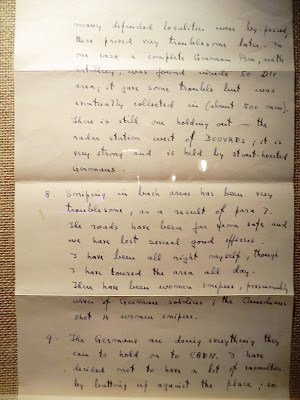 many defended localities were by-passed;
these proved very troublesome later. In
one case a complete German Bn, with
artillery, was found inside 50 DIV
area; it gave some trouble but was
eventually collected in (about 500 men).
There is still one holding out — the
radar station west of DOUVRES; it is
very strong and is held by stout-hearted
Germans.
8. Sniping in back areas has been very
troublesome, as a result of para 7.
The roads have been far from safe and
we have lost several good officers.
I have been all right myself, though
I have toured the area all day.
There have been women snipers, presumably
wives of German soldiers; the Canadians
shot 4 women snipers.
9. The Germans are doing everything they
can to hold on to CAEN. I have
decided not to have a lot of casualties
by butting up against the place; so